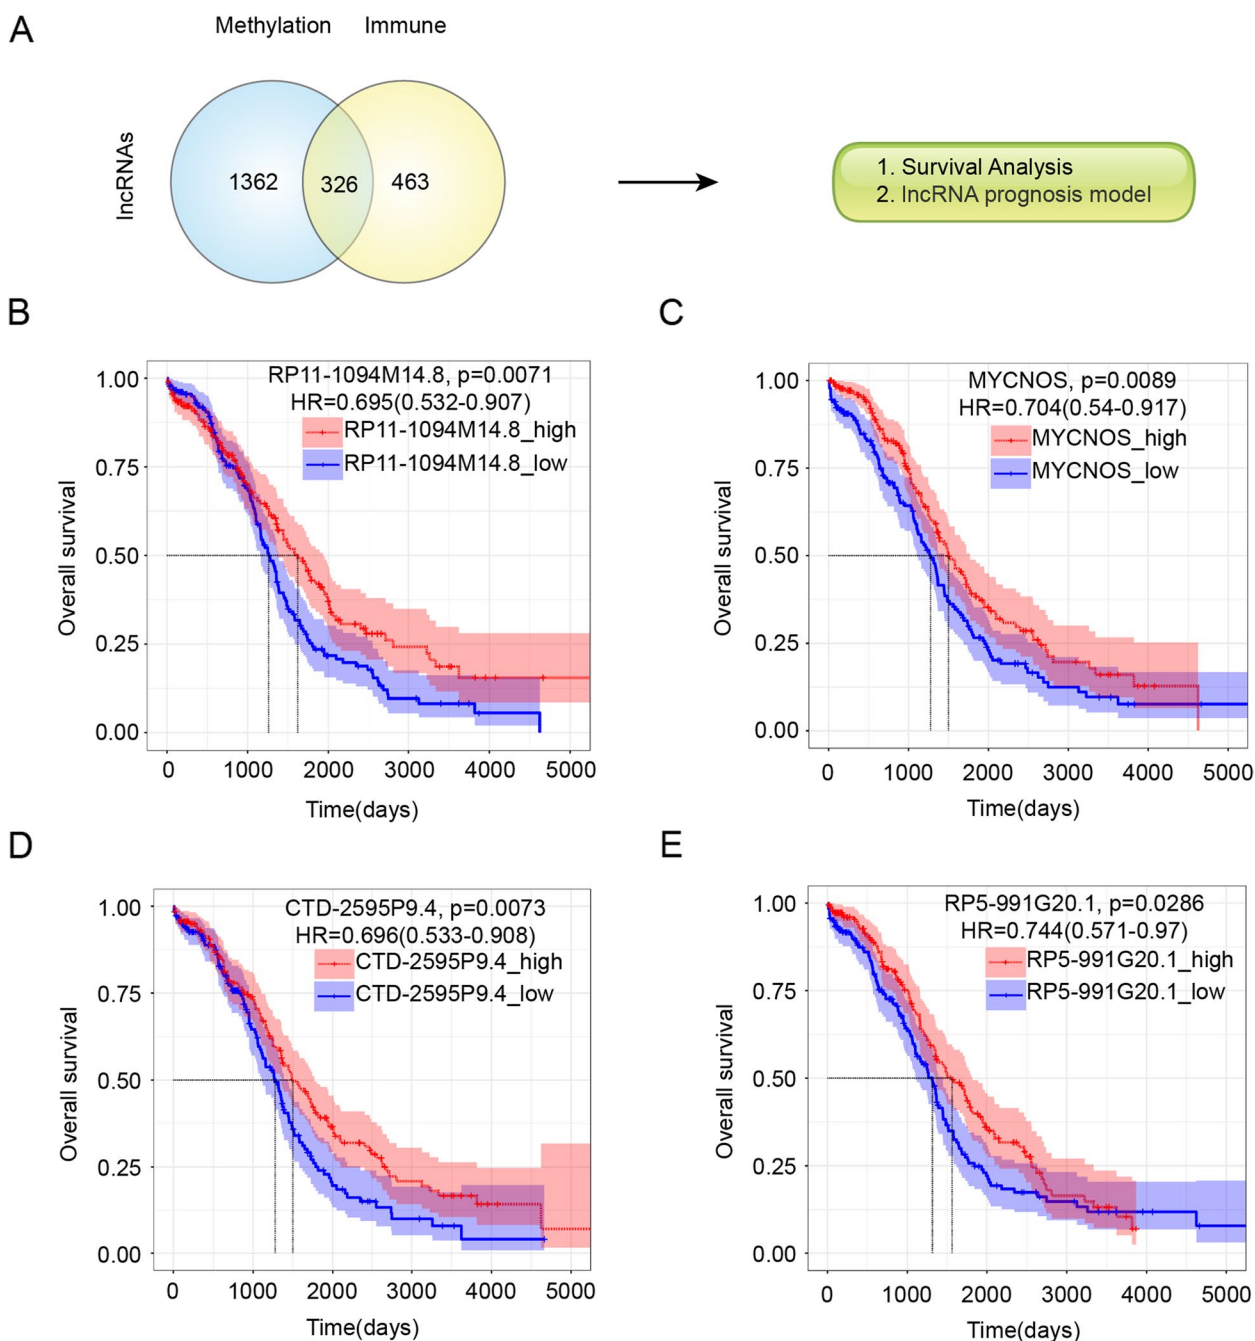 A
Methylation Immune
lncRNAs
1362 326 463
1. Survival Analysis
2. lncRNA prognosis model
B
RP11-1094M14.8, p=0.0071
HR=0.695(0.532-0.907)
RP11-1094M14.8_high
RP11-1094M14.8_low
Overall survival
1.00
0.75
0.50
0.25
0.00
0 1000 2000 3000 4000 5000
Time(days)
C
MYCNOS, p=0.0089
HR=0.704(0.54-0.917)
MYCNOS_high
MYCNOS_low
Overall survival
1.00
0.75
0.50
0.25
0.00
0 1000 2000 3000 4000 5000
Time(days)
D
CTD-2595P9.4, p=0.0073
HR=0.696(0.533-0.908)
CTD-2595P9.4_high
CTD-2595P9.4_low
Overall survival
1.00
0.75
0.50
0.25
0.00
0 1000 2000 3000 4000 5000
Time(days)
E
RP5-991G20.1, p=0.0286
HR=0.744(0.571-0.97)
RP5-991G20.1_high
RP5-991G20.1_low
Overall survival
1.00
0.75
0.50
0.25
0.00
0 1000 2000 3000 4000 5000
Time(days)